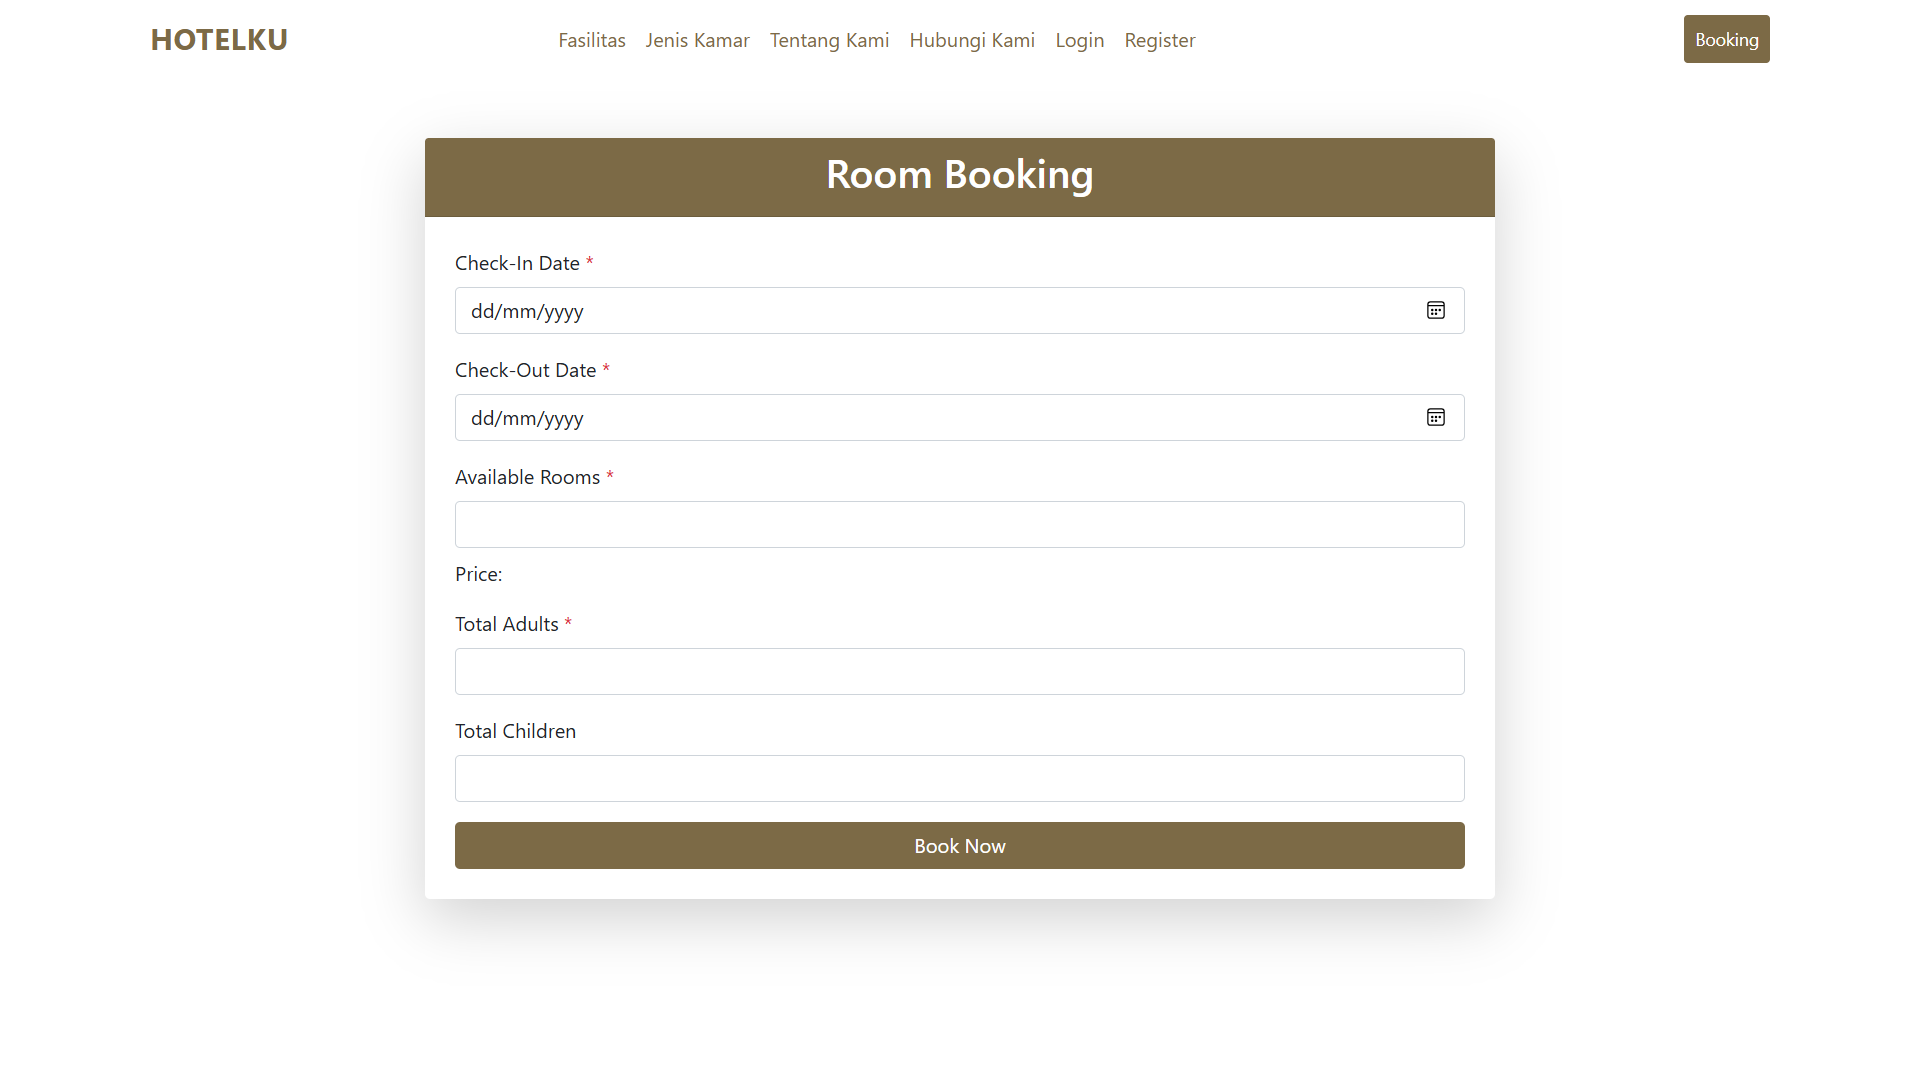 HOTELKU
Fasilitas Jenis Kamar Tentang Kami Hubungi Kami Login Register
Booking
Room Booking
Check-In Date *
dd/mm/yyyy
Check-Out Date *
dd/mm/yyyy
Available Rooms *
Price:
Total Adults *
Total Children
Book Now